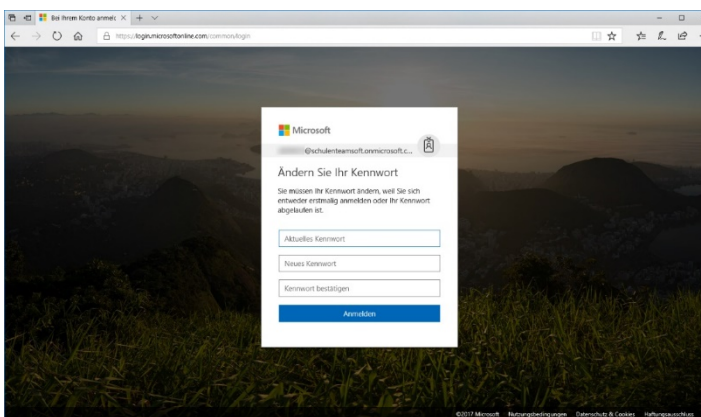 Bei Ihrem Konto anmelc
https://login.microsoftonline.com/common/login
Microsoft
@schulenteamsoft.onmicrosoft.c...
Ändern Sie Ihr Kennwort
Sie müssen Ihr Kennwort ändern, weil Sie sich
entweder erstmalig anmelden oder Ihr Kennwort
abgelaufen ist.
Aktuelles Kennwort
Neues Kennwort
Kennwort bestätigen
Anmelden
©2017 Microsoft Nutzungsbedingungen Datenschutz & Cookies Haftungsausschluss